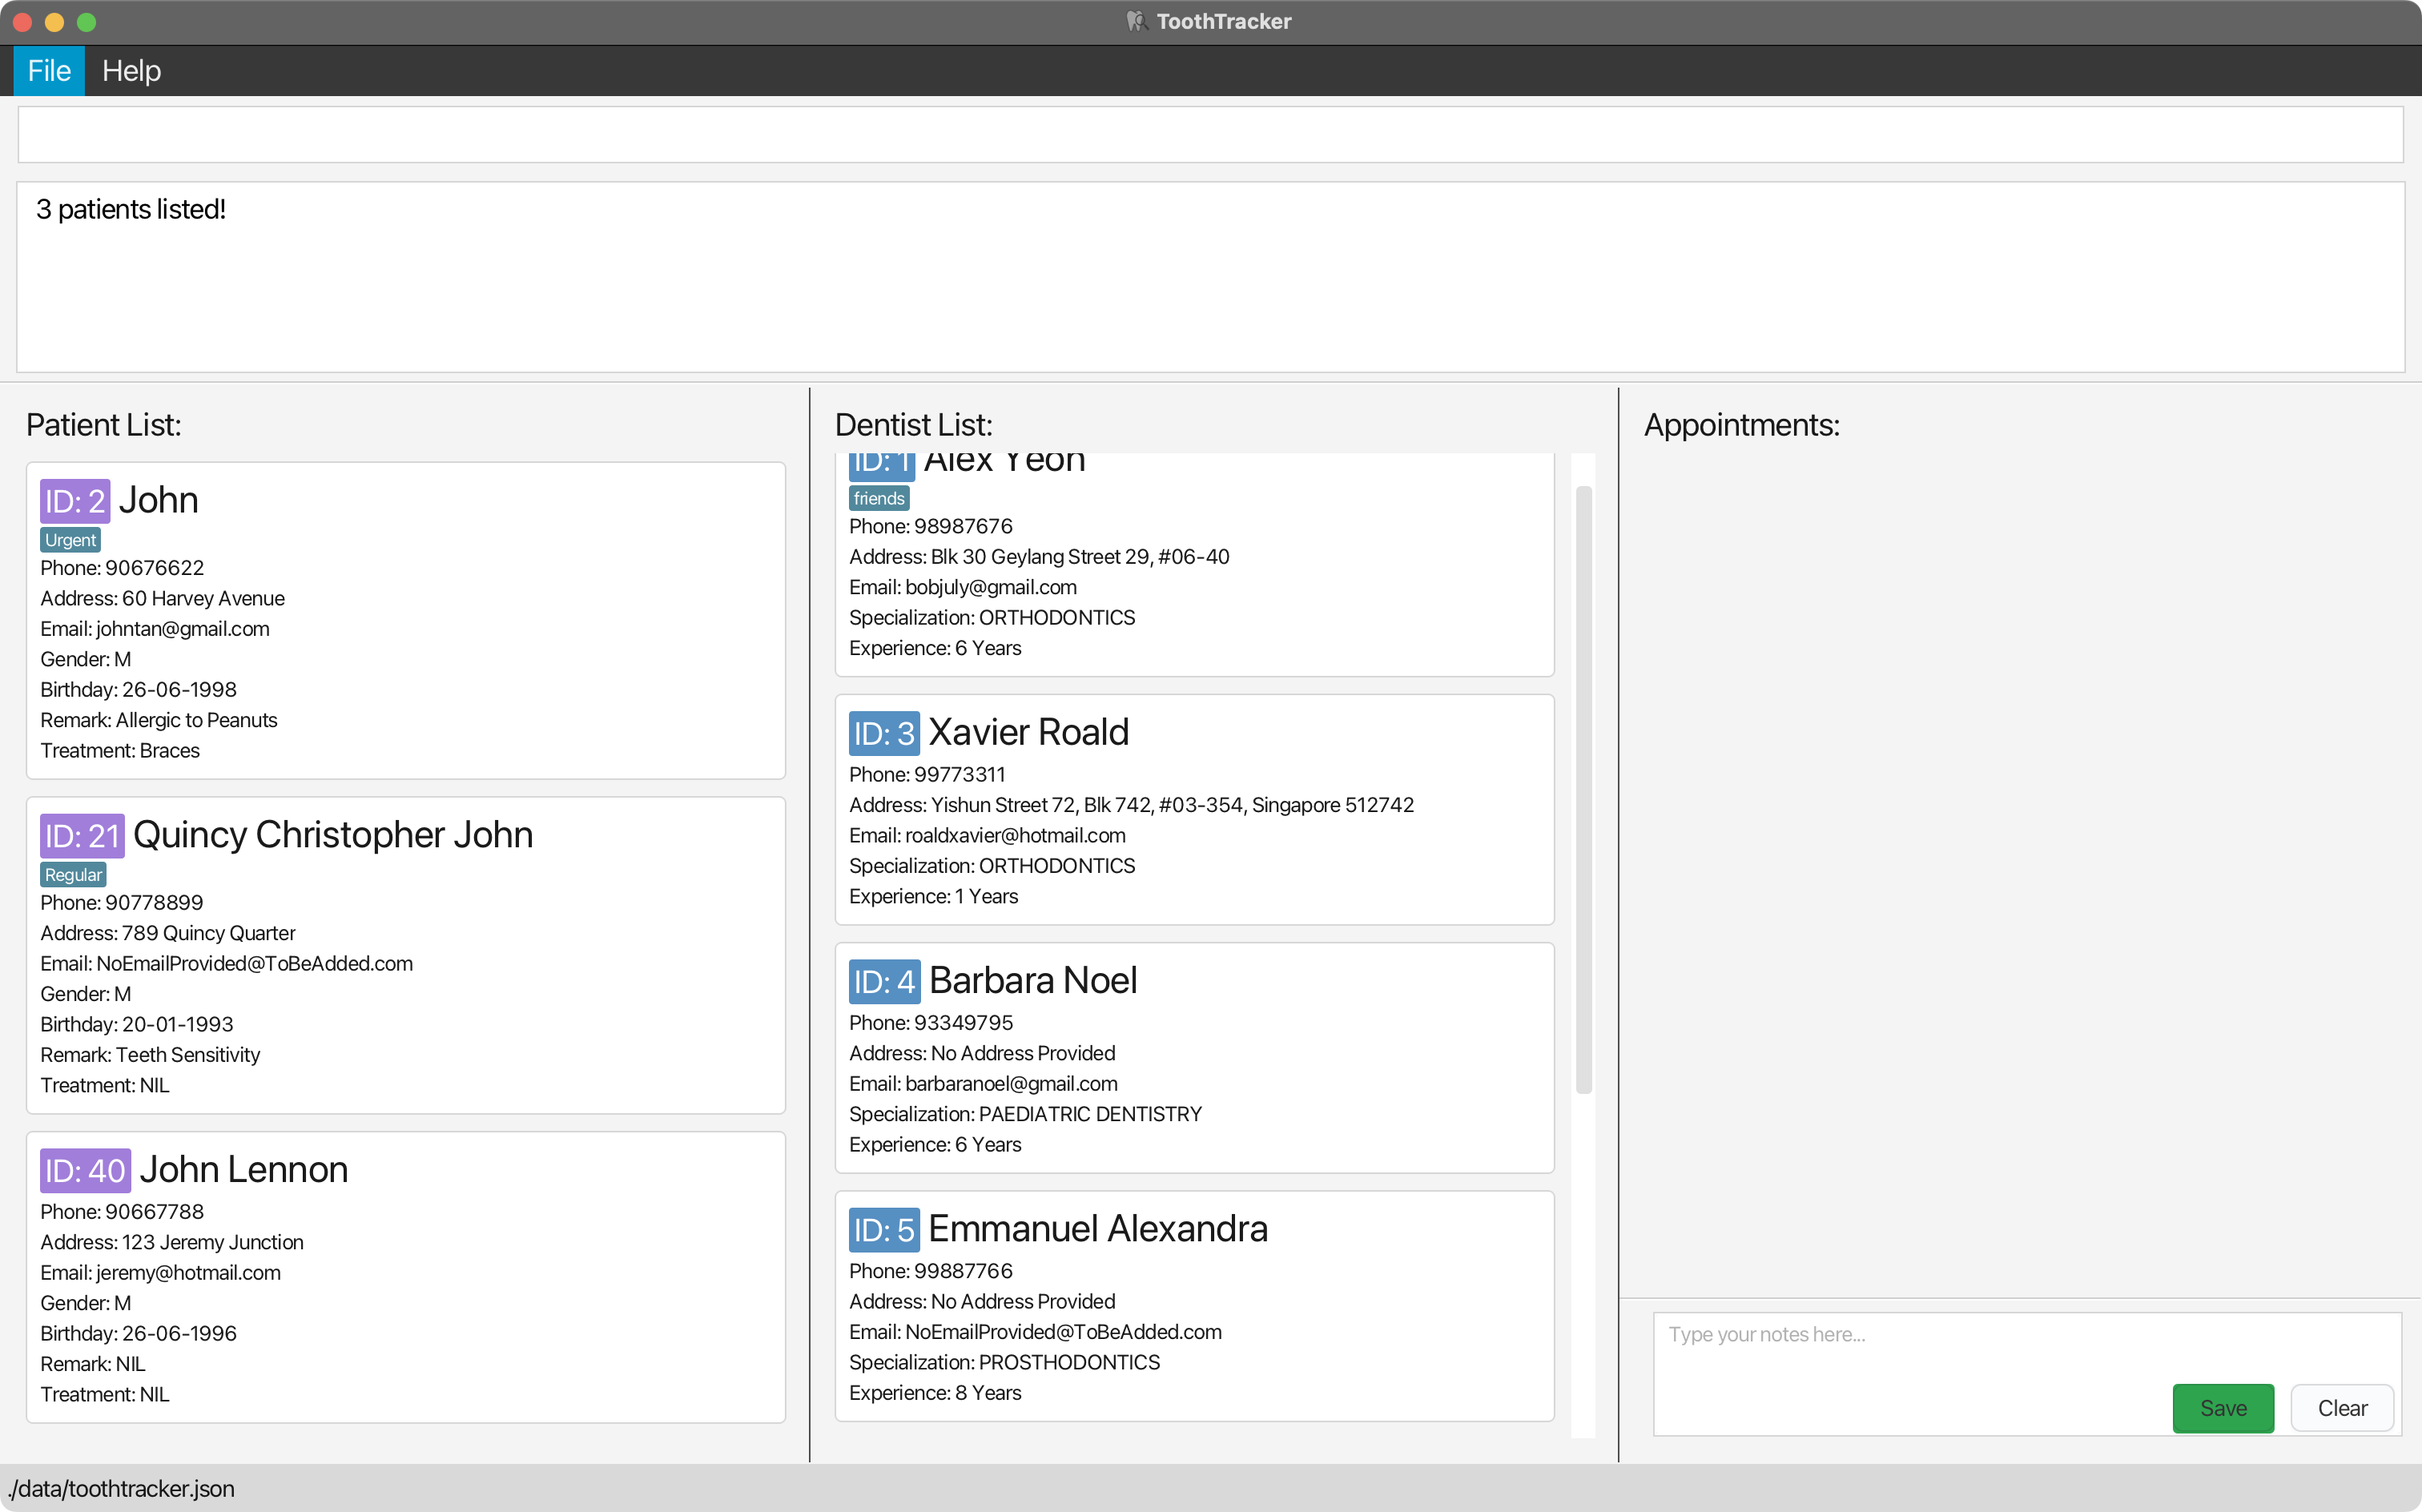 ToothTracker
File Help
3 patients listed!
Patient List:
ID: 2 John
Urgent
Phone: 90676622
Address: 60 Harvey Avenue
Email: johntan@gmail.com
Gender: M
Birthday: 26-06-1998
Remark: Allergic to Peanuts
Treatment: Braces
ID: 21 Quincy Christopher John
Regular
Phone: 90778899
Address: 789 Quincy Quarter
Email: NoEmailProvided@ToBeAdded.com
Gender: M
Birthday: 20-01-1993
Remark: Teeth Sensitivity
Treatment: NIL
ID: 40 John Lennon
Phone: 90667788
Address: 123 Jeremy Junction
Email: jeremy@hotmail.com
Gender: M
Birthday: 26-06-1996
Remark: NIL
Treatment: NIL
Dentist List:
ID: 1 Alex Yeoh
friends
Phone: 98987676
Address: Blk 30 Geylang Street 29, #06-40
Email: bobjuly@gmail.com
Specialization: ORTHODONTICS
Experience: 6 Years
ID: 3 Xavier Roald
Phone: 99773311
Address: Yishun Street 72, Blk 742, #03-354, Singapore 512742
Email: roaldxavier@hotmail.com
Specialization: ORTHODONTICS
Experience: 1 Years
ID: 4 Barbara Noel
Phone: 93349795
Address: No Address Provided
Email: barbaranoel@gmail.com
Specialization: PAEDIATRIC DENTISTRY
Experience: 6 Years
ID: 5 Emmanuel Alexandra
Phone: 99887766
Address: No Address Provided
Email: NoEmailProvided@ToBeAdded.com
Specialization: PROSTHODONTICS
Experience: 8 Years
Appointments:
Type your notes here...
Save Clear
./data/toothtracker.json